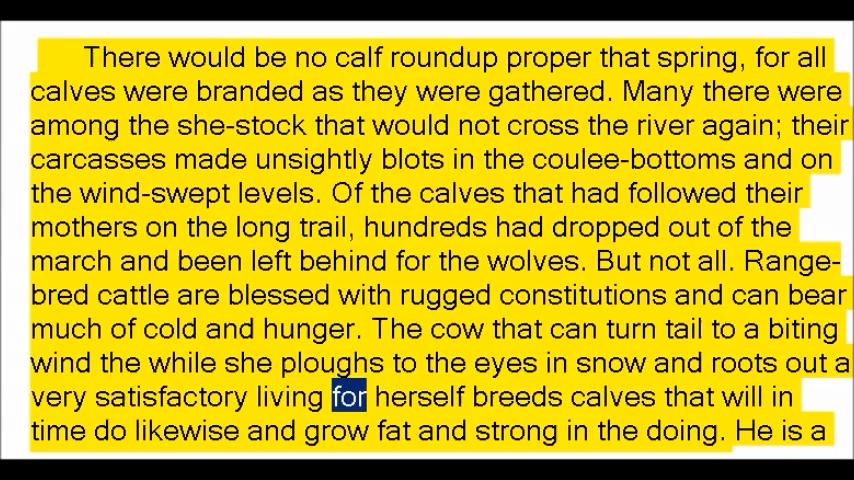 There would be no calf roundup proper that spring, for all
calves were branded as they were gathered. Many there were
among the she-stock that would not cross the river again; their
carcasses made unsightly blots in the coulee-bottoms and on
the wind-swept levels. Of the calves that had followed their
mothers on the long trail, hundreds had dropped out of the
march and been left behind for the wolves. But not all. Range-
bred cattle are blessed with rugged constitutions and can bear
much of cold and hunger. The cow that can turn tail to a biting
wind the while she ploughs to the eyes in snow and roots out a
very satisfactory living for herself breeds calves that will in
time do likewise and grow fat and strong in the doing. He is a